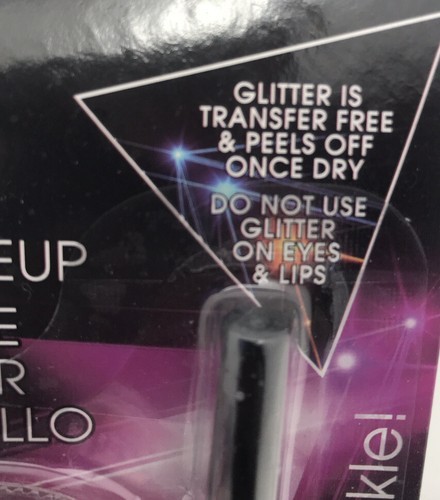 GLITTER IS
TRANSFER FREE
& PEELS OFF
ONCE DRY
DO NOT USE
GLITTER
ON EYES
& LIPS
EUP
E
R
LLO
kle!